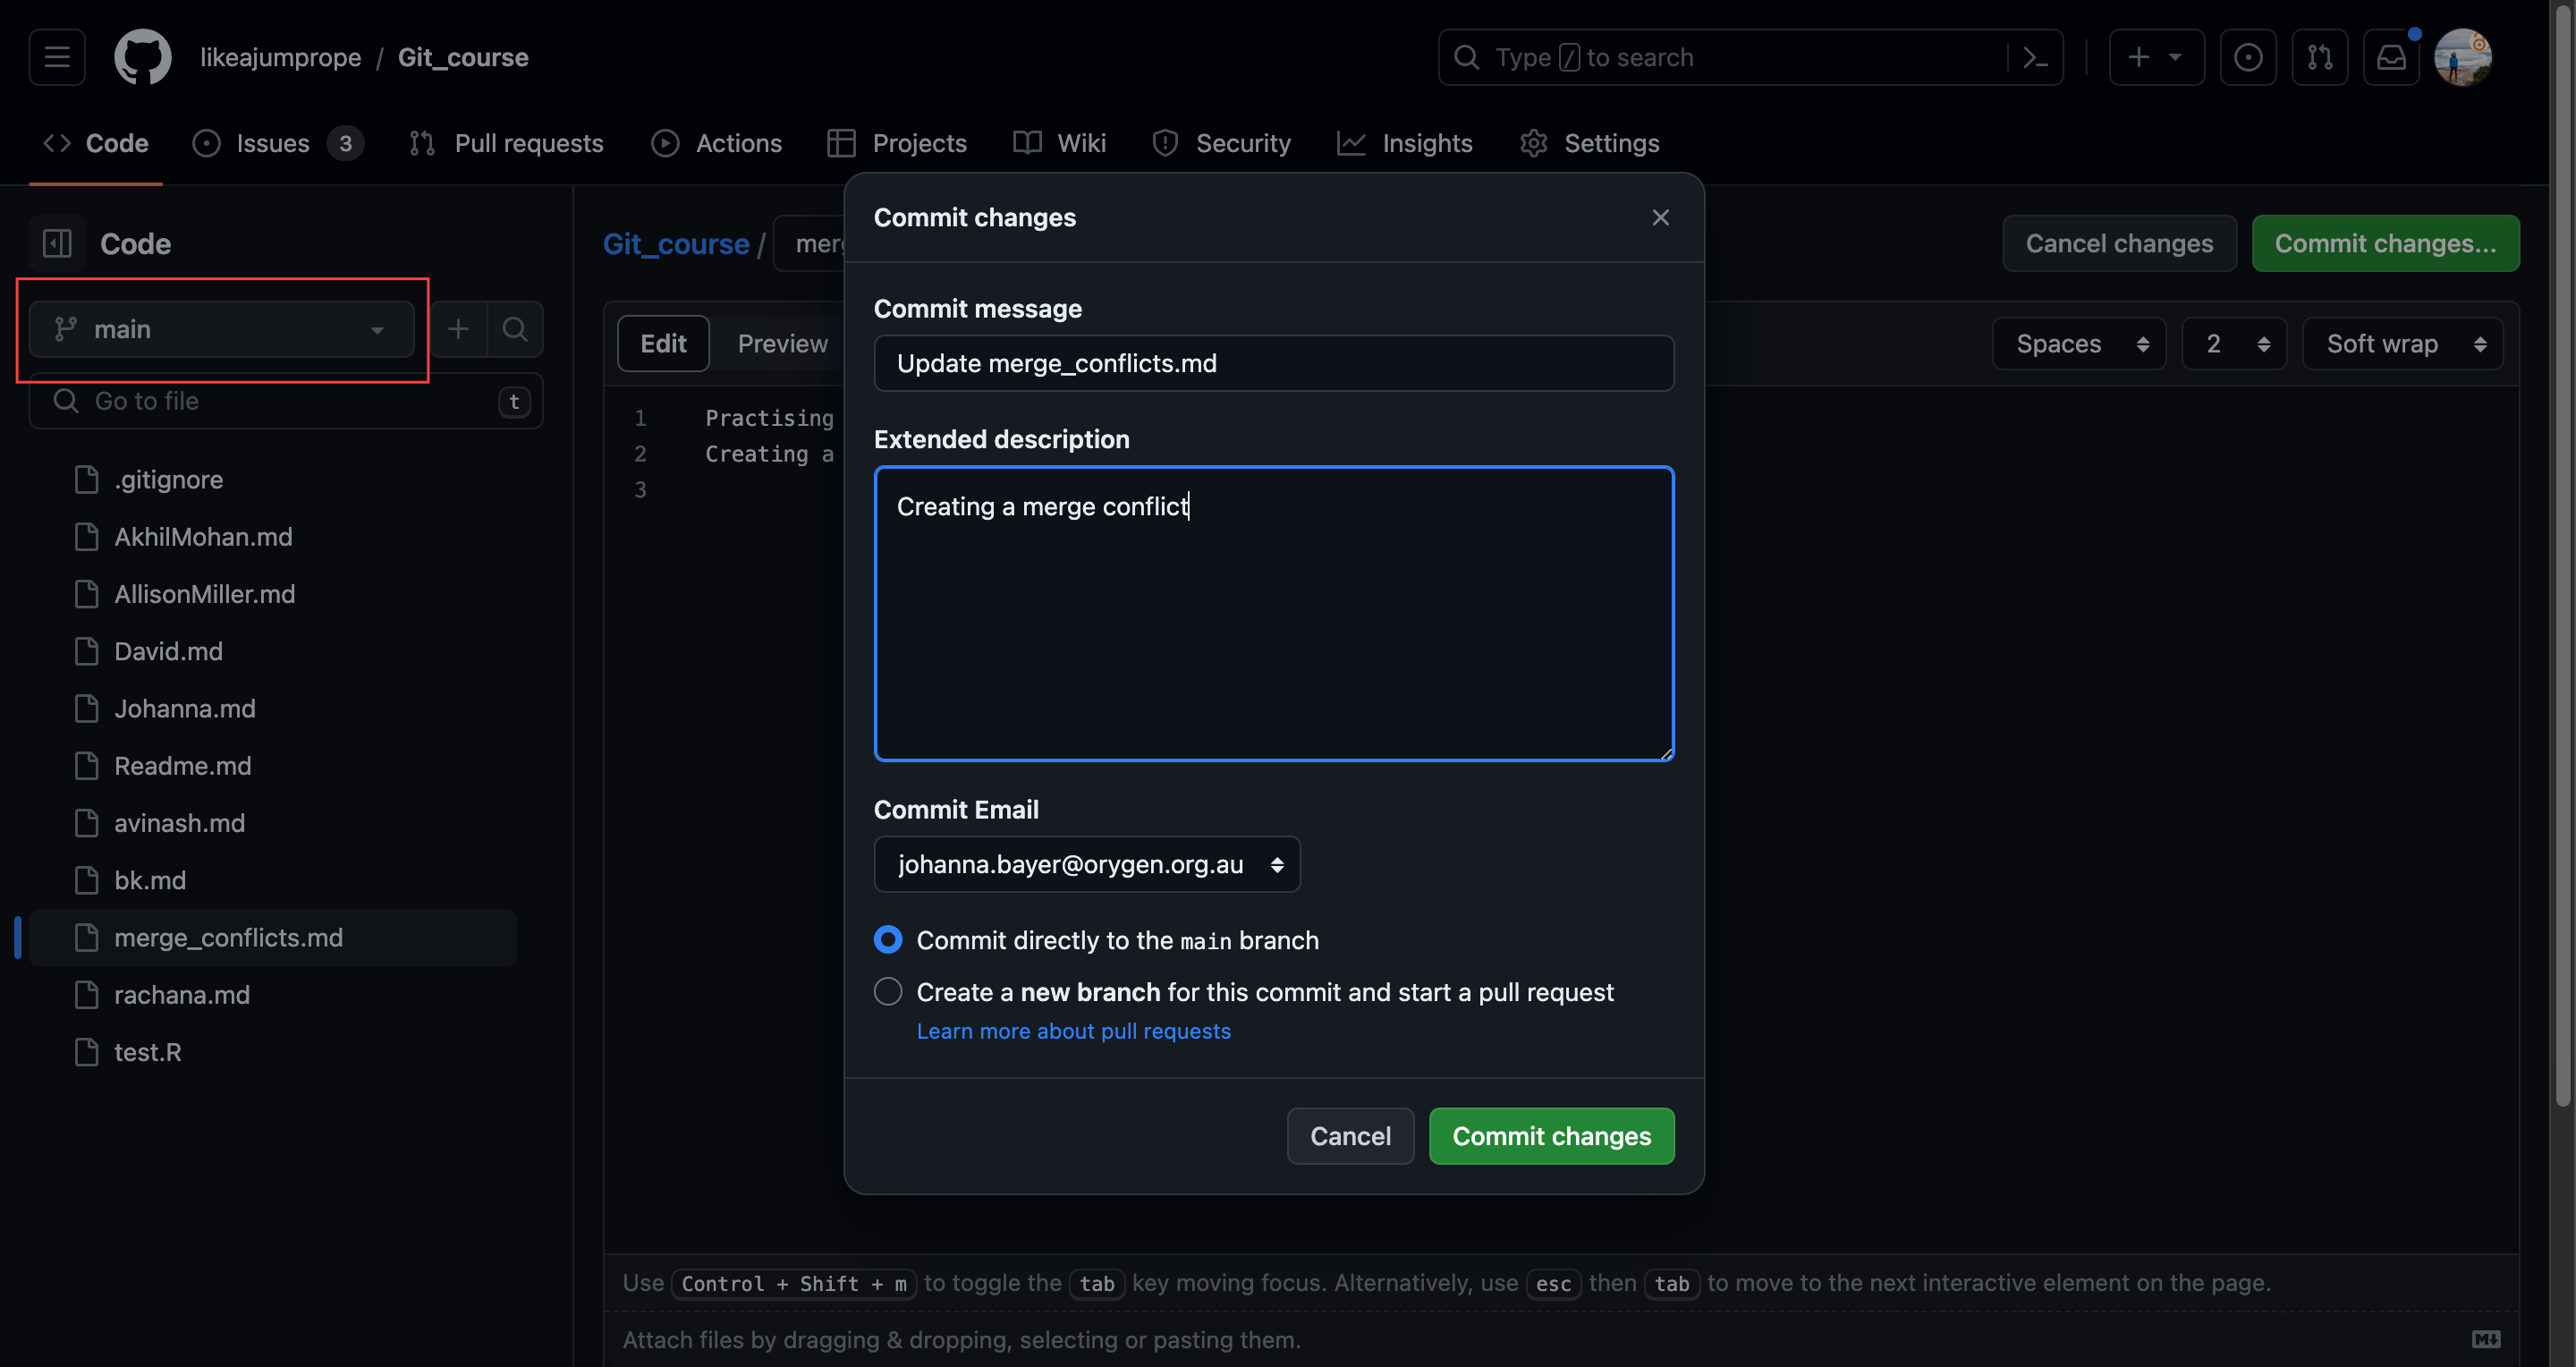 likeajumprope / Git_course
Type / to search
Code
Issues 3
Pull requests
Actions
Projects
Wiki
Security
Insights
Settings
Code
main
Go to file
t
.gitignore
AkhilMohan.md
AllisonMiller.md
David.md
Johanna.md
Readme.md
avinash.md
bk.md
merge_conflicts.md
rachana.md
test.R
Git_course /
Cancel changes
Commit changes...
Edit
Preview
Spaces
2
Soft wrap
1 Practising
2 Creating a
3
Commit changes
Commit message
Update merge_conflicts.md
Extended description
Creating a merge conflict
Commit Email
johanna.bayer@orygen.org.au
Commit directly to the main branch
Create a new branch for this commit and start a pull request
Learn more about pull requests
Cancel
Commit changes
Use Control + Shift + m to toggle the tab key moving focus. Alternatively, use esc then tab to move to the next interactive element on the page.
Attach files by dragging & dropping, selecting or pasting them.